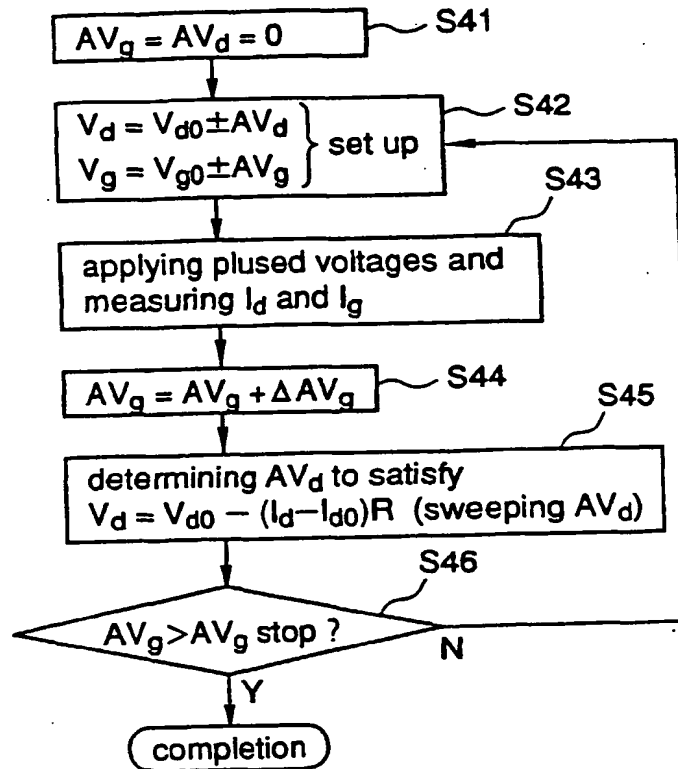 AVg = AVd = 0
S41
S42
Vd = Vd0 ± AVd
Vg = Vg0 ± AVg
set up
S43
applying plused voltages and
measuring Id and Ig
S44
AVg = AVg + Δ AVg
S45
determining AVd to satisfy
Vd = Vd0 – (Id–Id0)R (sweeping AVd)
S46
AVg > AVg stop ?
N
Y
completion